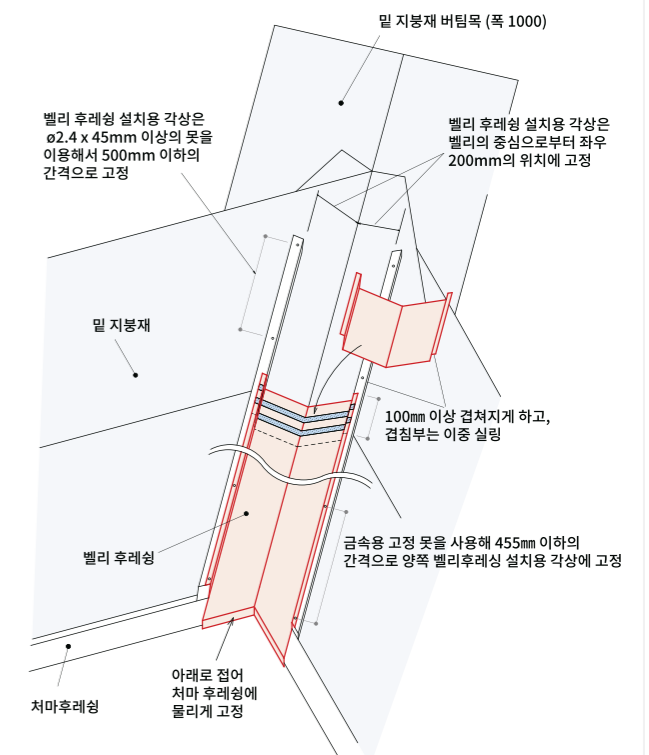 밑 지붕재 버팀목 (폭 1000)
벨리 후레슁 설치용 각상은
ø2.4 x 45mm 이상의 못을
이용해서 500mm 이하의
간격으로 고정
벨리 후레슁 설치용 각상은
벨리의 중심으로부터 좌우
200mm의 위치에 고정
밑 지붕재
100㎜ 이상 겹쳐지게 하고,
겹침부는 이중 실링
금속용 고정 못을 사용해 455㎜ 이하의
간격으로 양쪽 벨리후레싱 설치용 각상에 고정
벨리 후레슁
아래로 접어
처마 후레슁에
물리게 고정
처마후레슁